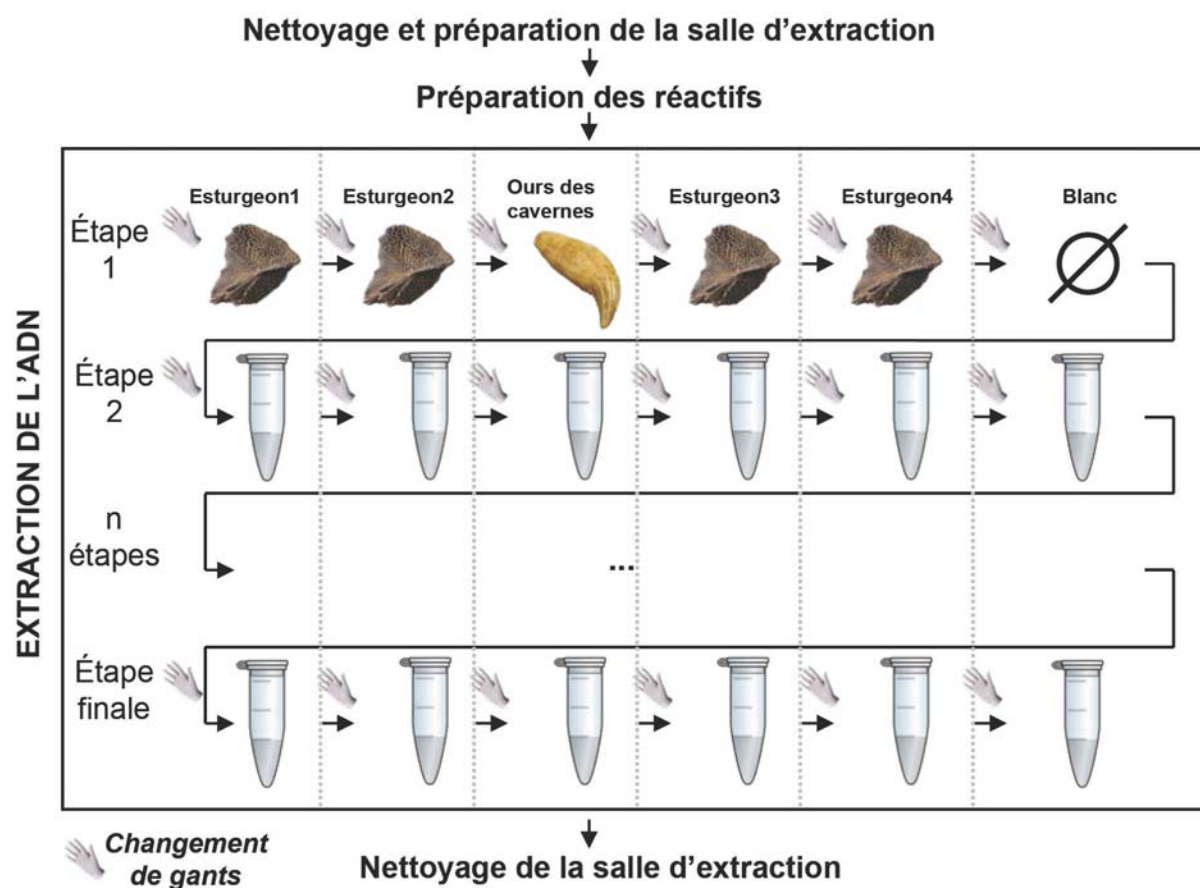 Nettoyage et préparation de la salle d'extraction
Préparation des réactifs
EXTRACTION DE L'ADN
Esturgeon1
Esturgeon2
Ours des
cavernes
Esturgeon3
Esturgeon4
Blanc
Étape
1
Étape
2
n
étapes
...
Étape
finale
Changement
de gants
Nettoyage de la salle d'extraction